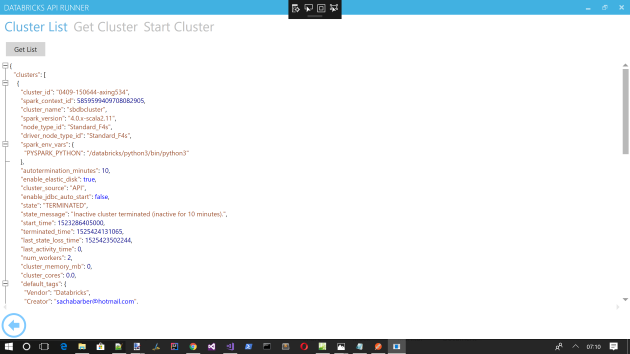 DATABRICKS API RUNNER
Cluster List Get Cluster Start Cluster
Get List
{
"clusters": [
{
"cluster_id": "0409-150644-axing534",
"spark_context_id": 5859599409708082905,
"cluster_name": "sbdbcluster",
"spark_version": "4.0.x-scala2.11",
"node_type_id": "Standard_F4s",
"driver_node_type_id": "Standard_F4s",
"spark_env_vars": {
"PYSPARK_PYTHON": "/databricks/python3/bin/python3"
},
"autotermination_minutes": 10,
"enable_elastic_disk": true,
"cluster_source": "API",
"enable_jdbc_auto_start": false,
"state": "TERMINATED",
"state_message": "Inactive cluster terminated (inactive for 10 minutes).",
"start_time": 1523286405000,
"terminated_time": 1525424131065,
"last_state_loss_time": 1525423502244,
"last_activity_time": 0,
"num_workers": 2,
"cluster_memory_mb": 0,
"cluster_cores": 0.0,
"default_tags": {
"Vendor": "Databricks",
"Creator": "sachabarber@hotmail.com",
07:10